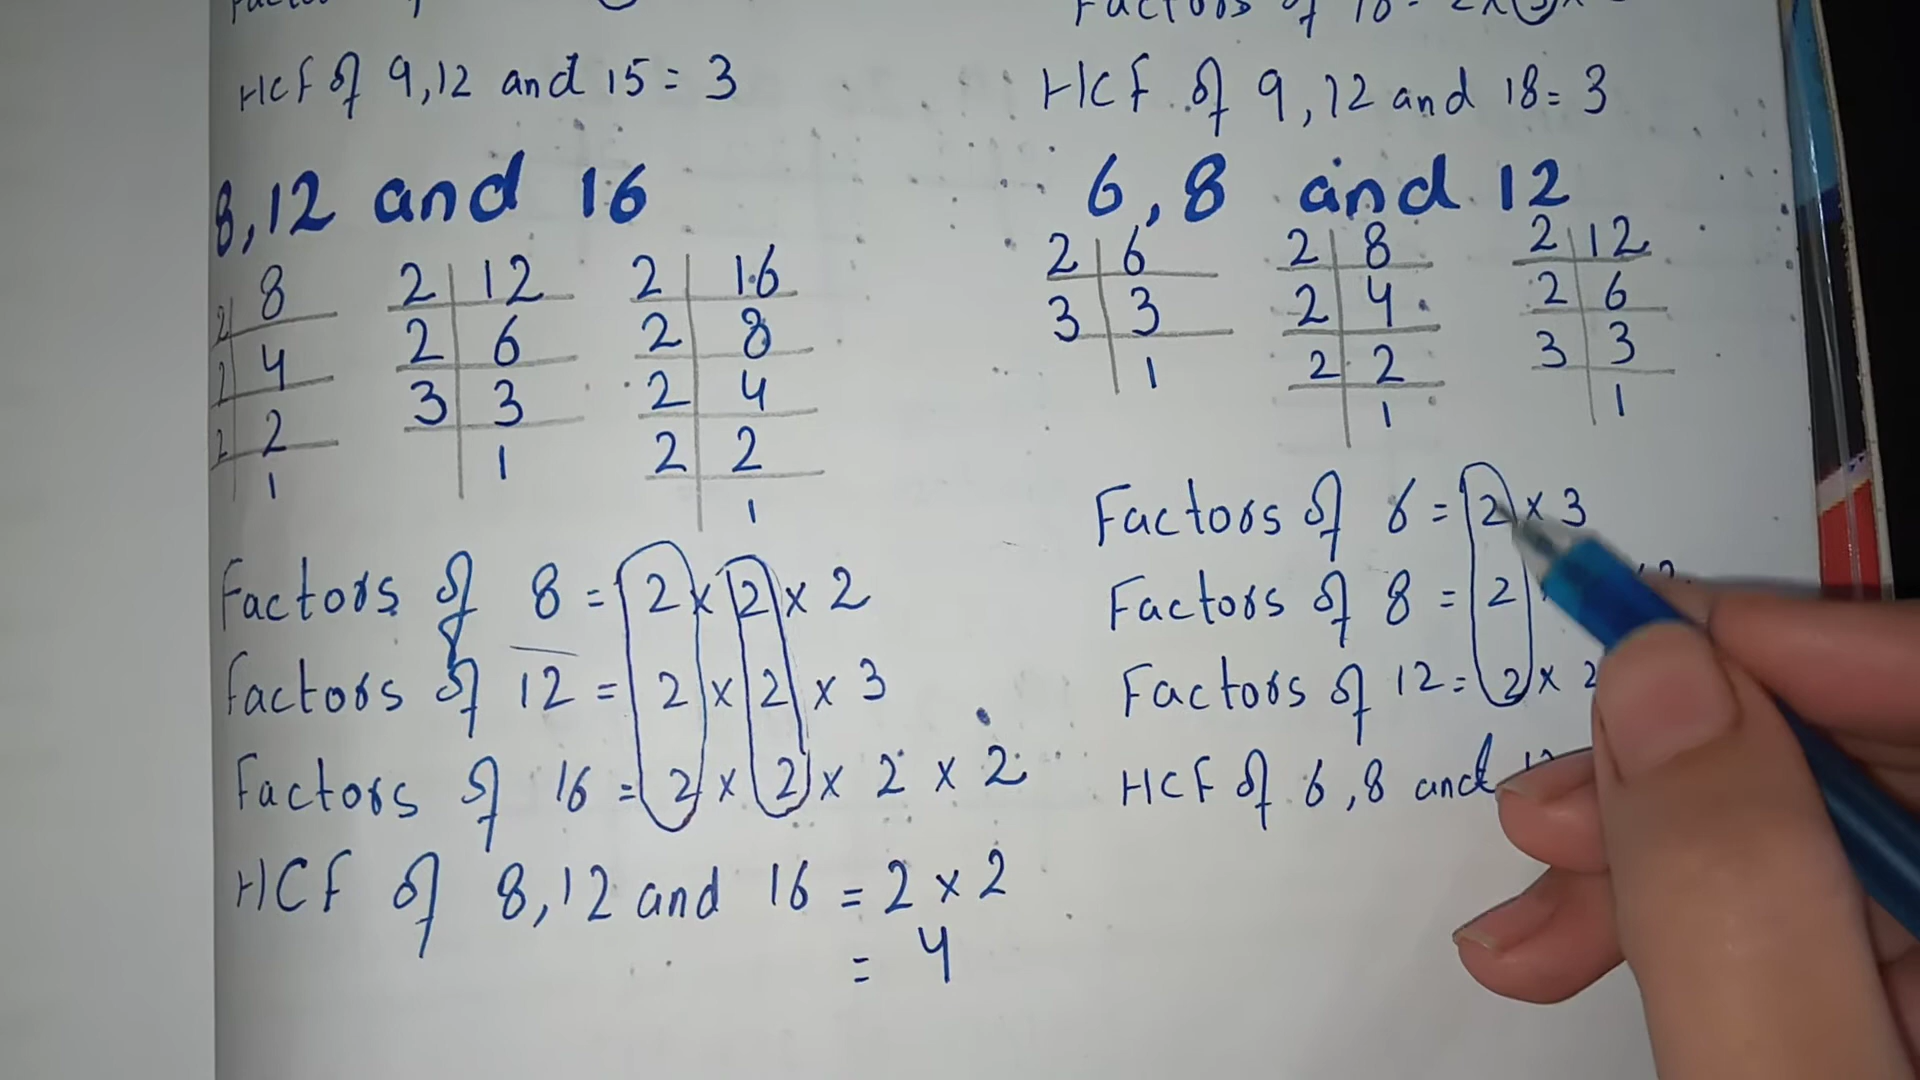 HCF of 9,12 and 15 = 3
8,12 and 16
2 8
2 4
2 2
1
2 12
2 6
3 3
1
2 16
2 8
2 4
2 2
1
Factors of 8 = 2 × 2 × 2
Factors of 12 = 2 × 2 × 3
Factors of 16 = 2 × 2 × 2 × 2
HCF of 8,12 and 16 = 2 × 2
= 4
Factors of 18 = 2 × 3 ×
HCF of 9,12 and 18 = 3
6,8 and 12
2 6
3 3
1
2 8
2 4
2 2
1
2 12
2 6
3 3
1
Factors of 6 = 2 × 3
Factors of 8 = 2
Factors of 12 = 2 × 2
HCF of 6,8 and